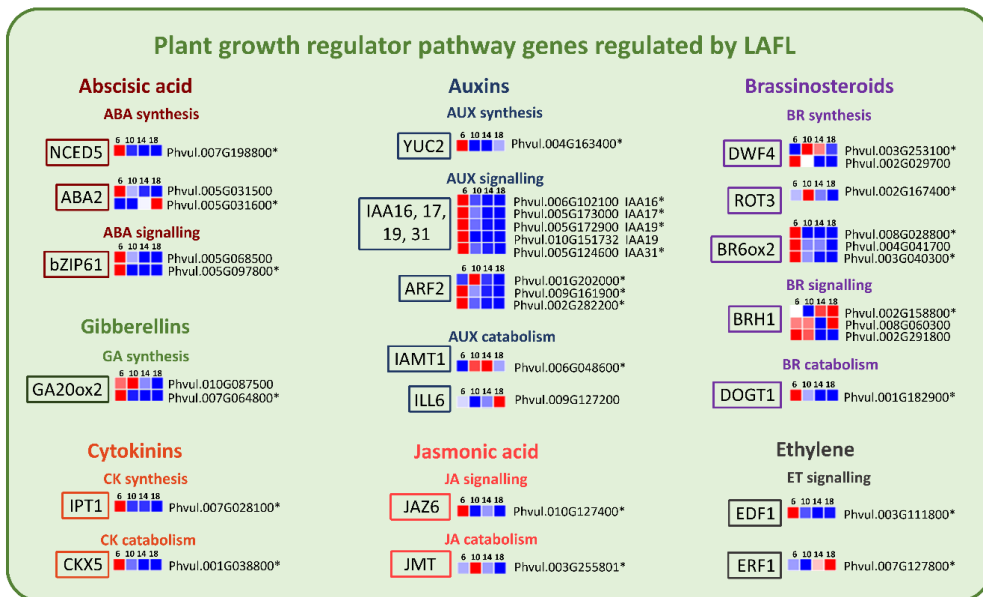 Plant growth regulator pathway genes regulated by LAFL
Abscisic acid
ABA synthesis
6 10 14 18
NCED5
Phvul.007G198800*
6 10 14 18
ABA2
Phvul.005G031500
Phvul.005G031600*
ABA signalling
6 10 14 18
bZIP61
Phvul.005G068500
Phvul.005G097800*
Gibberellins
GA synthesis
6 10 14 18
GA20ox2
Phvul.010G087500
Phvul.007G064800*
Cytokinins
CK synthesis
6 10 14 18
IPT1
Phvul.007G028100*
CK catabolism
6 10 14 18
CKX5
Phvul.001G038800*
Auxins
AUX synthesis
6 10 14 18
YUC2
Phvul.004G163400*
AUX signalling
6 10 14 18
IAA16, 17,
19, 31
Phvul.006G102100 IAA16*
Phvul.005G173000 IAA17*
Phvul.005G172900 IAA19*
Phvul.010G151732 IAA19
Phvul.005G124600 IAA31*
6 10 14 18
ARF2
Phvul.001G202000*
Phvul.009G161900*
Phvul.002G282200*
AUX catabolism
6 10 14 18
IAMT1
Phvul.006G048600*
6 10 14 18
ILL6
Phvul.009G127200
Jasmonic acid
JA signalling
6 10 14 18
JAZ6
Phvul.010G127400*
JA catabolism
6 10 14 18
JMT
Phvul.003G255801*
Brassinosteroids
BR synthesis
6 10 14 18
DWF4
Phvul.003G253100*
Phvul.002G029700
6 10 14 18
ROT3
Phvul.002G167400*
6 10 14 18
BR6ox2
Phvul.008G028800*
Phvul.004G041700
Phvul.003G040300*
BR signalling
6 10 14 18
BRH1
Phvul.002G158800*
Phvul.008G060300
Phvul.002G291800
BR catabolism
6 10 14 18
DOGT1
Phvul.001G182900*
Ethylene
ET signalling
6 10 14 18
EDF1
Phvul.003G111800*
6 10 14 18
ERF1
Phvul.007G127800*